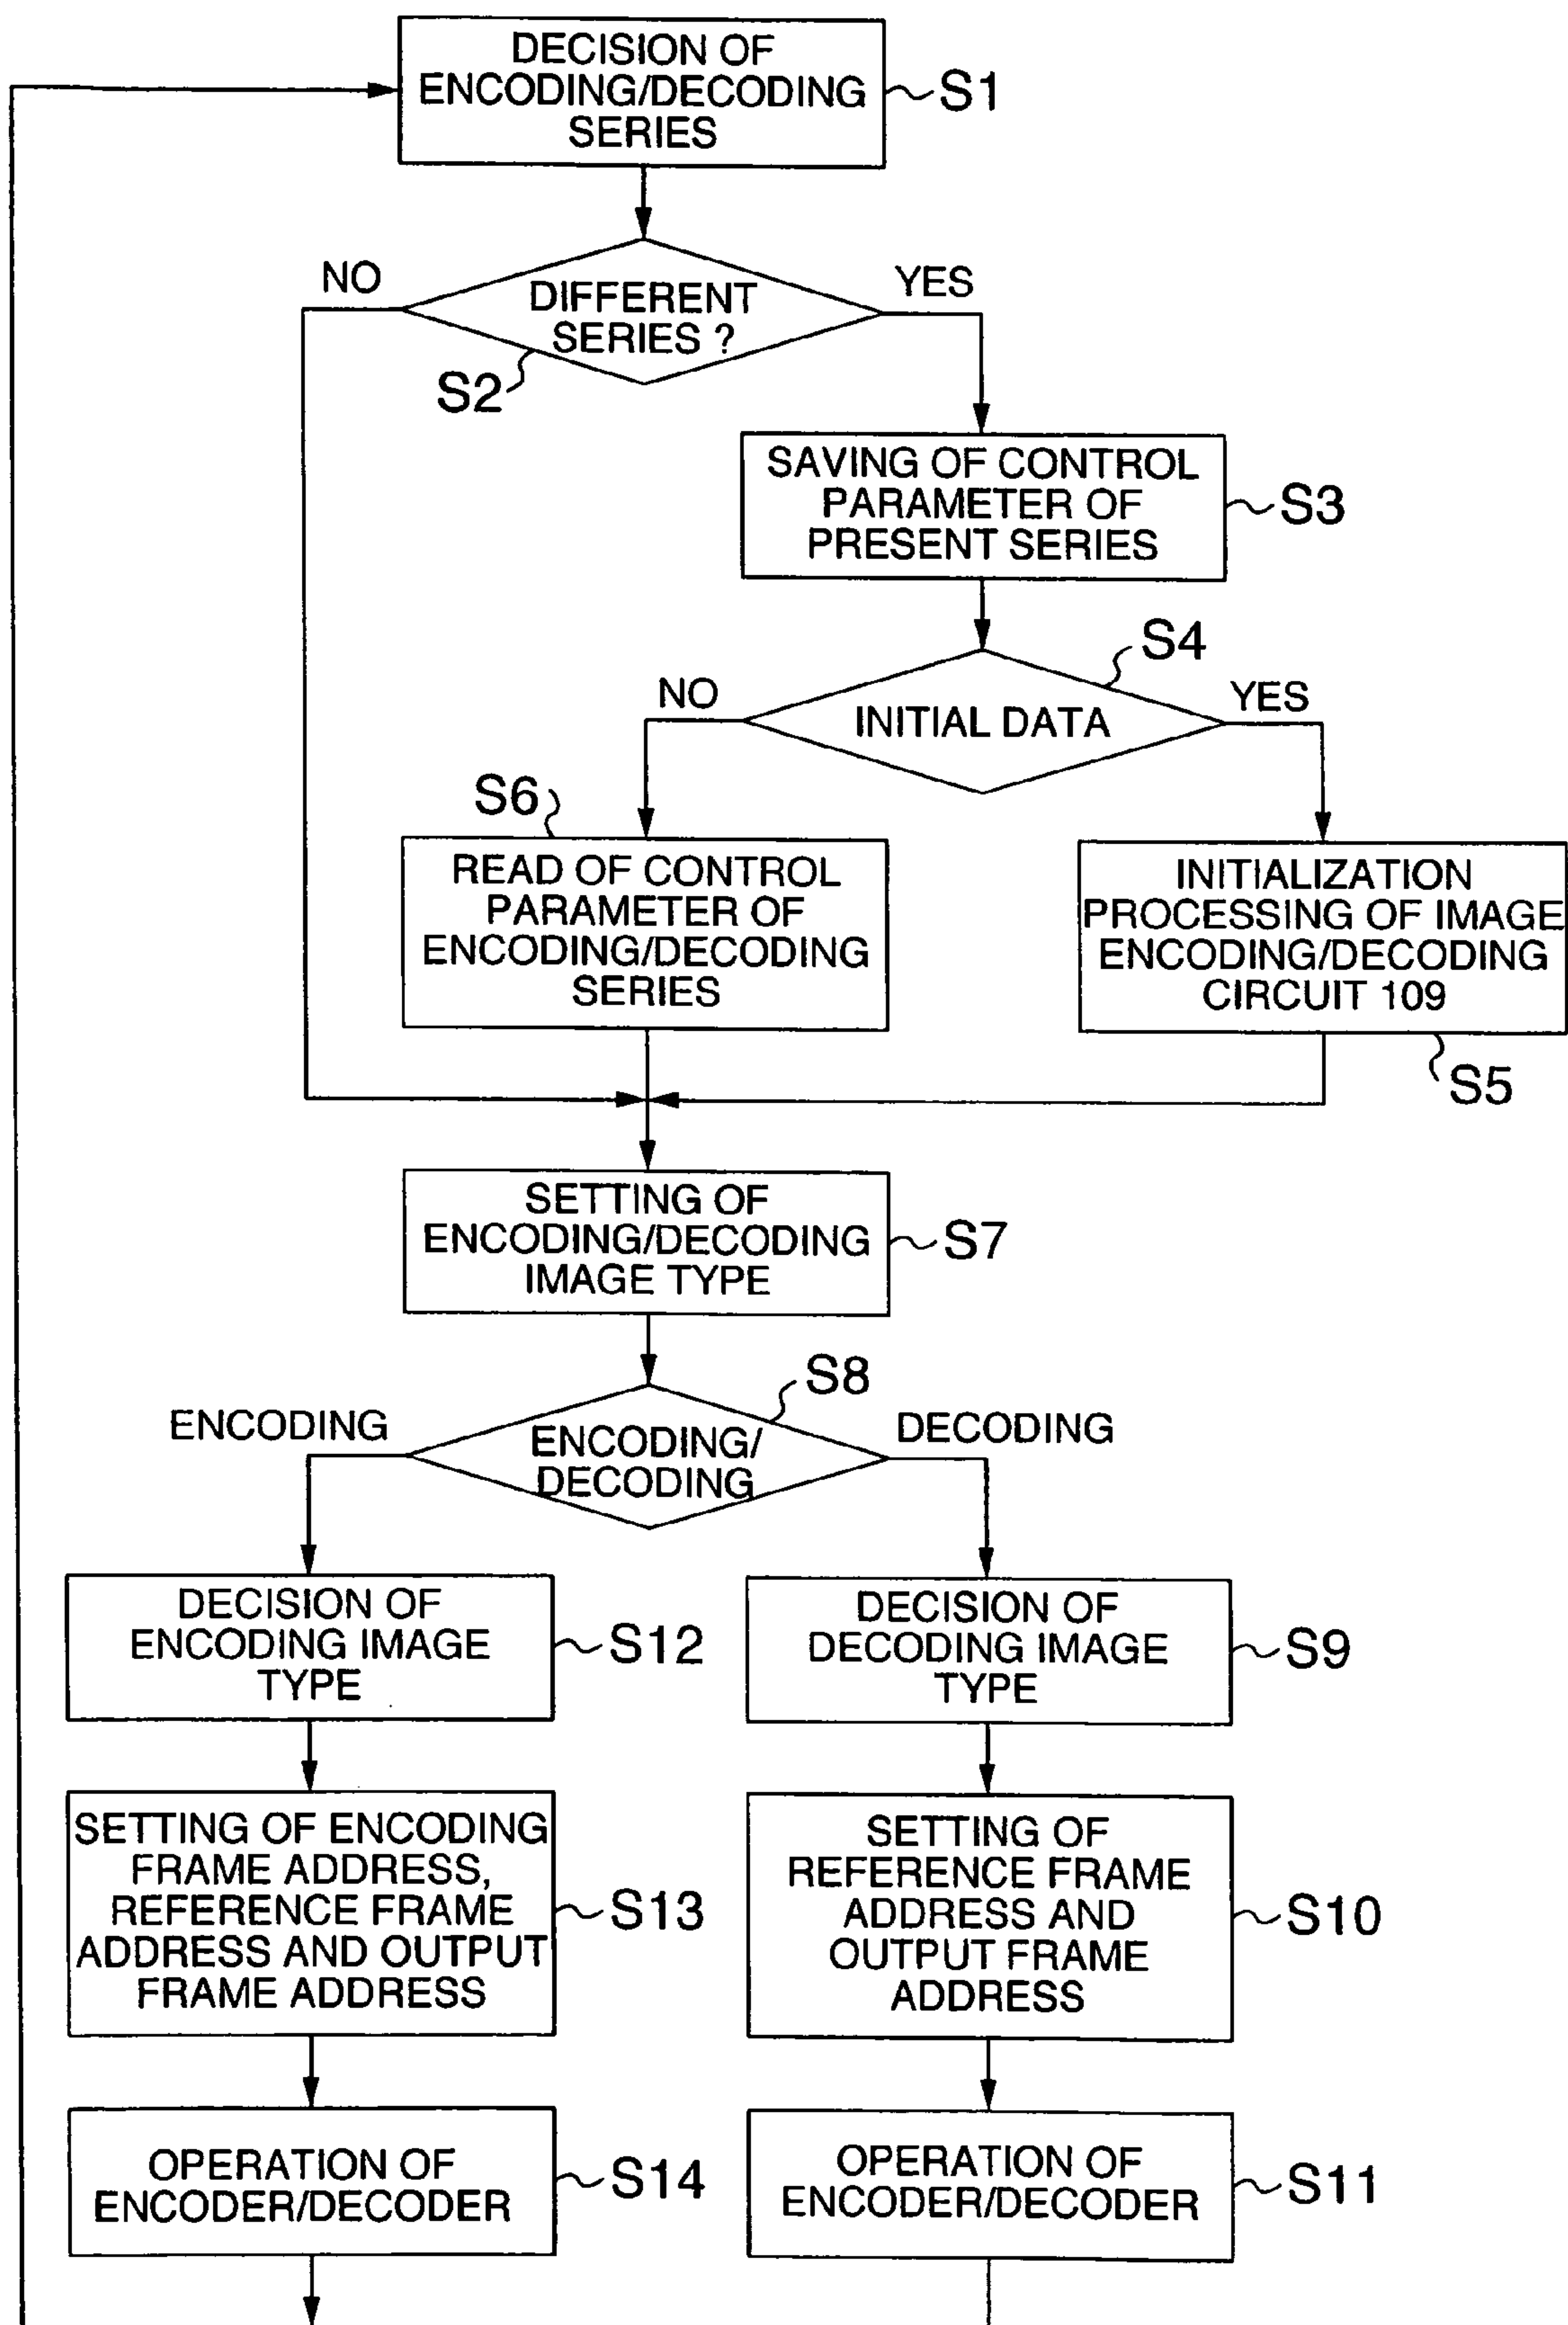 DECISION OF
ENCODING/DECODING
SERIES
S1
NO
YES
DIFFERENT
SERIES ?
S2
SAVING OF CONTROL
PARAMETER OF
PRESENT SERIES
S3
S4
NO
YES
INITIAL DATA
S6
READ OF CONTROL
PARAMETER OF
ENCODING/DECODING
SERIES
INITIALIZATION
PROCESSING OF IMAGE
ENCODING/DECODING
CIRCUIT 109
S5
SETTING OF
ENCODING/DECODING
IMAGE TYPE
S7
S8
ENCODING
DECODING
ENCODING/
DECODING
DECISION OF
ENCODING IMAGE
TYPE
S12
DECISION OF
DECODING IMAGE
TYPE
S9
SETTING OF ENCODING
FRAME ADDRESS,
REFERENCE FRAME
ADDRESS AND OUTPUT
FRAME ADDRESS
S13
SETTING OF
REFERENCE FRAME
ADDRESS AND
OUTPUT FRAME
ADDRESS
S10
OPERATION OF
ENCODER/DECODER
S14
OPERATION OF
ENCODER/DECODER
S11